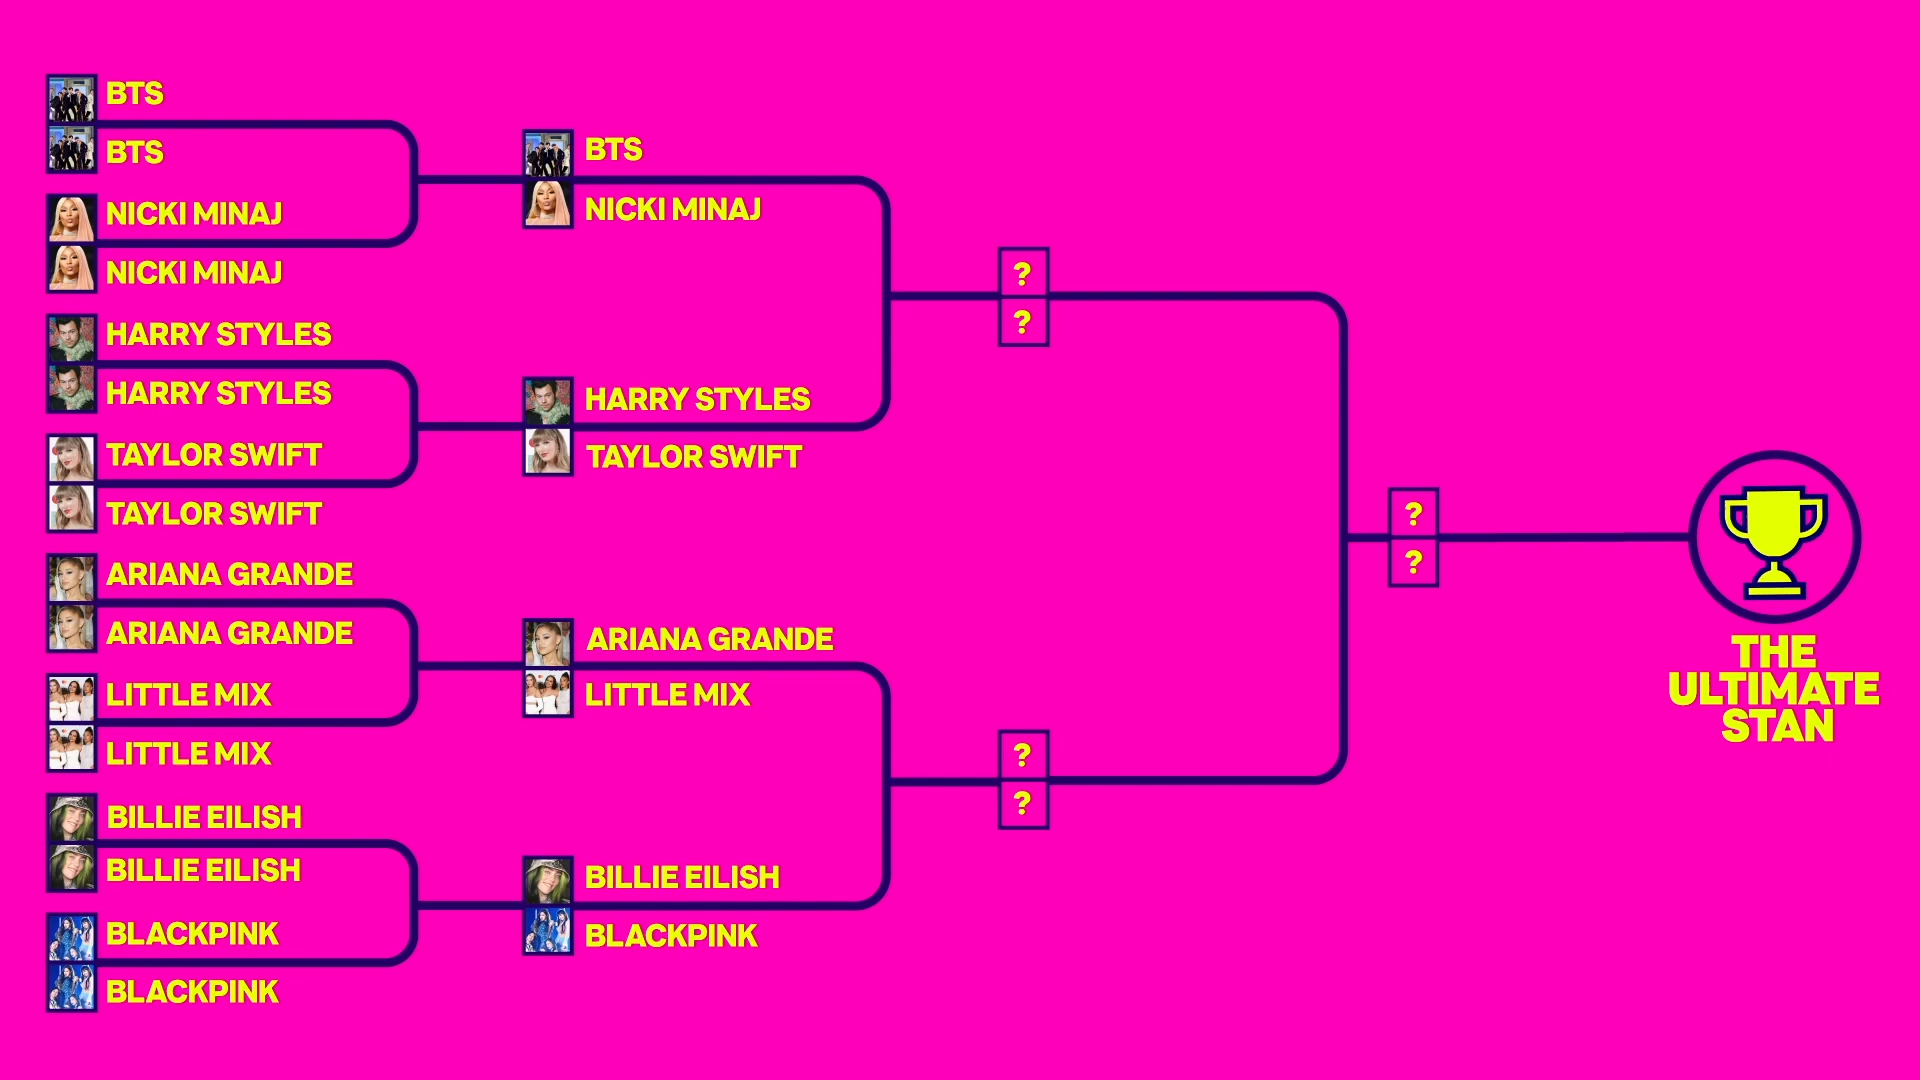 BTS
BTS
NICKI MINAJ
NICKI MINAJ
HARRY STYLES
HARRY STYLES
TAYLOR SWIFT
TAYLOR SWIFT
ARIANA GRANDE
ARIANA GRANDE
LITTLE MIX
LITTLE MIX
BILLIE EILISH
BILLIE EILISH
BLACKPINK
BLACKPINK
BTS
NICKI MINAJ
HARRY STYLES
TAYLOR SWIFT
ARIANA GRANDE
LITTLE MIX
BILLIE EILISH
BLACKPINK
?
?
?
?
?
?
THE
ULTIMATE
STAN